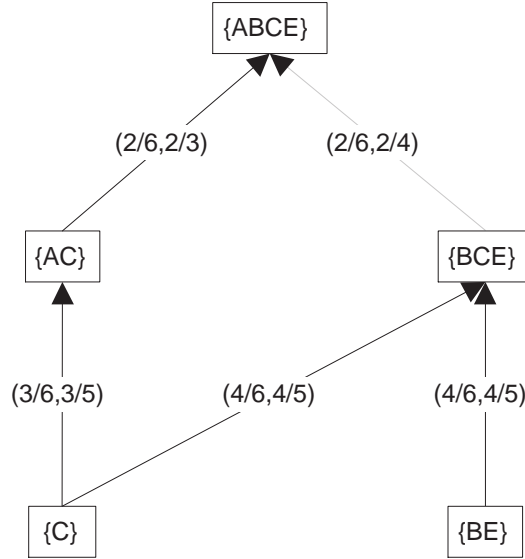 {ABCE}
(2/6,2/3)
(2/6,2/4)
{AC}
{BCE}
(3/6,3/5)
(4/6,4/5)
(4/6,4/5)
{C}
{BE}